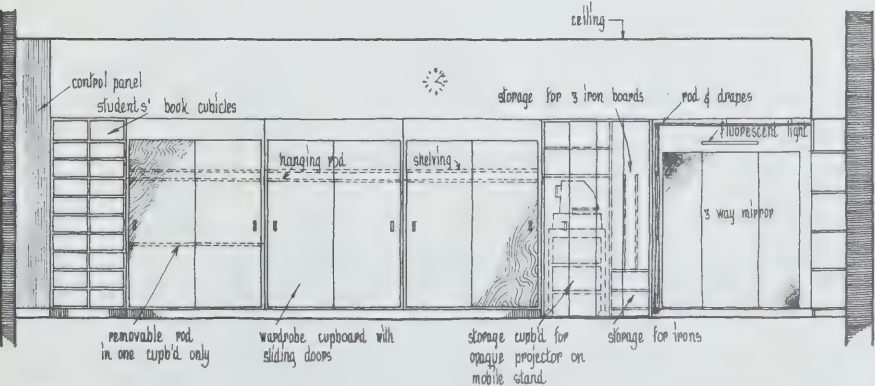 ceiling
control panel
students' book cubicles
storage for 3 iron boards
rod & drapes
fluorescent light
hanging rod
shelving
3 way mirror
removable rod
in one cupb'd only
wardrobe cupboard with
sliding doors
storage cupb'd for
opaque projector on
mobile stand
storage for irons